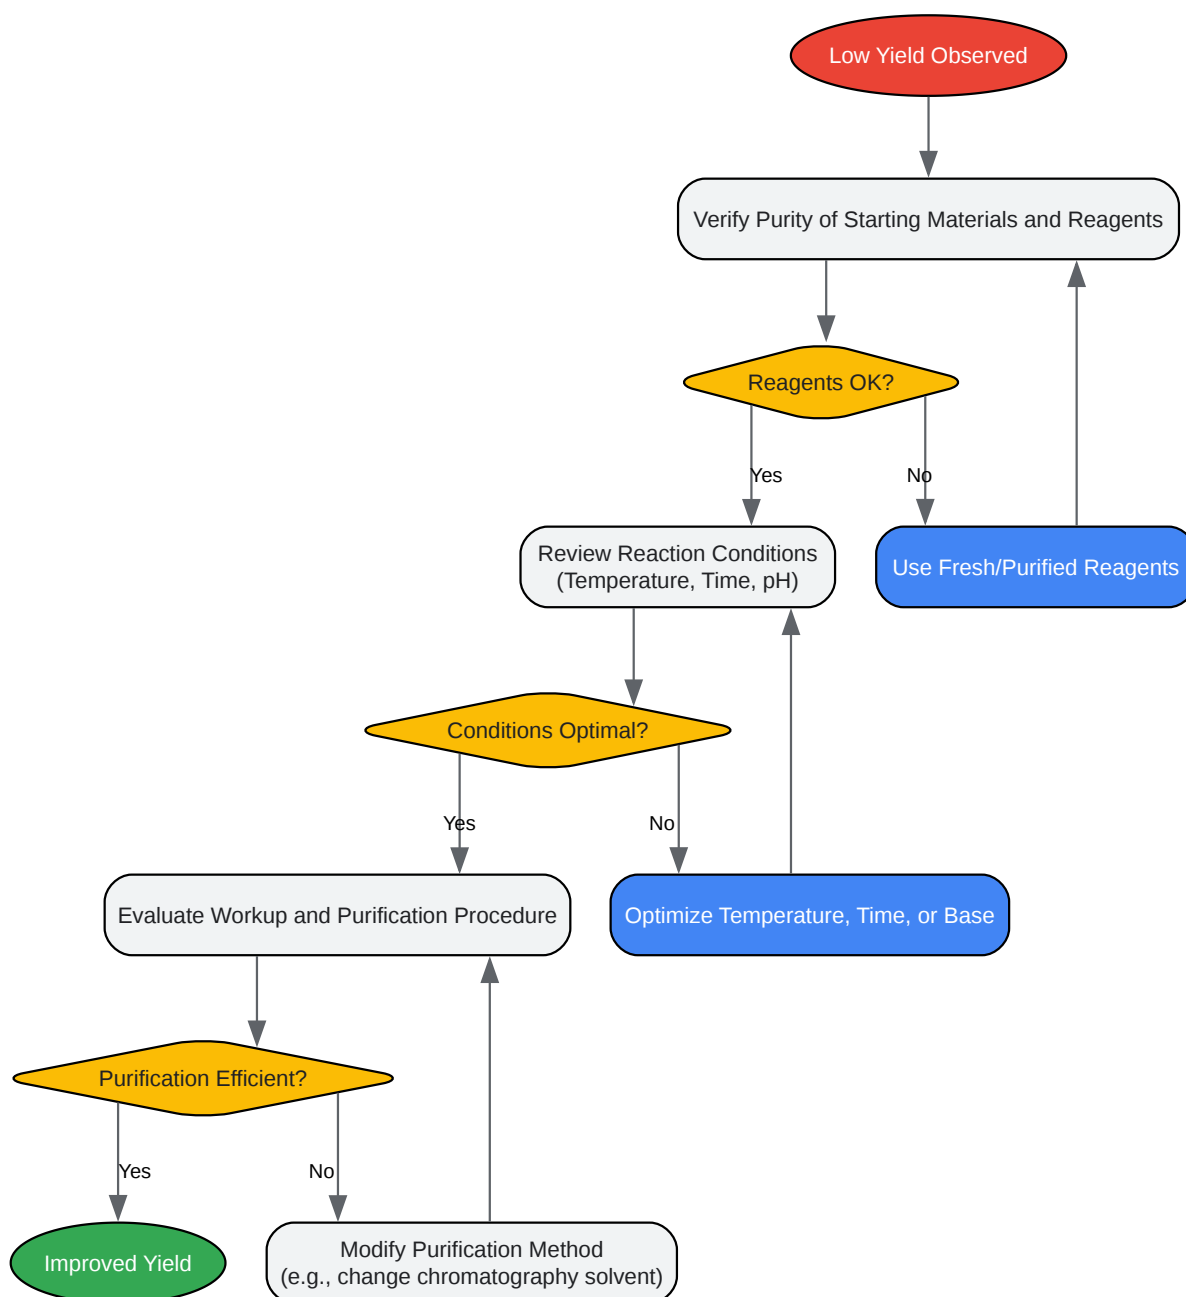 Low Yield Observed
Verify Purity of Starting Materials and Reagents
Reagents OK?
Yes
No
Review Reaction Conditions
(Temperature, Time, pH)
Use Fresh/Purified Reagents
Conditions Optimal?
Yes
No
Evaluate Workup and Purification Procedure
Optimize Temperature, Time, or Base
Purification Efficient?
Yes
No
Improved Yield
Modify Purification Method
(e.g., change chromatography solvent)